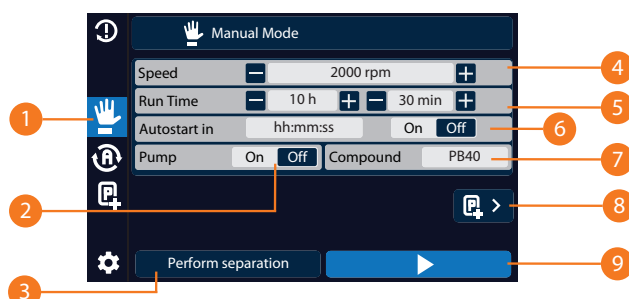 Manual Mode
Speed 2000 rpm 4
Run Time 10 h 30 min 5
1
Autostart in hh:mm:ss On Off 6
Pump On Off Compound PB40 7
A
P
2
P > 8
Perform separation 9
3